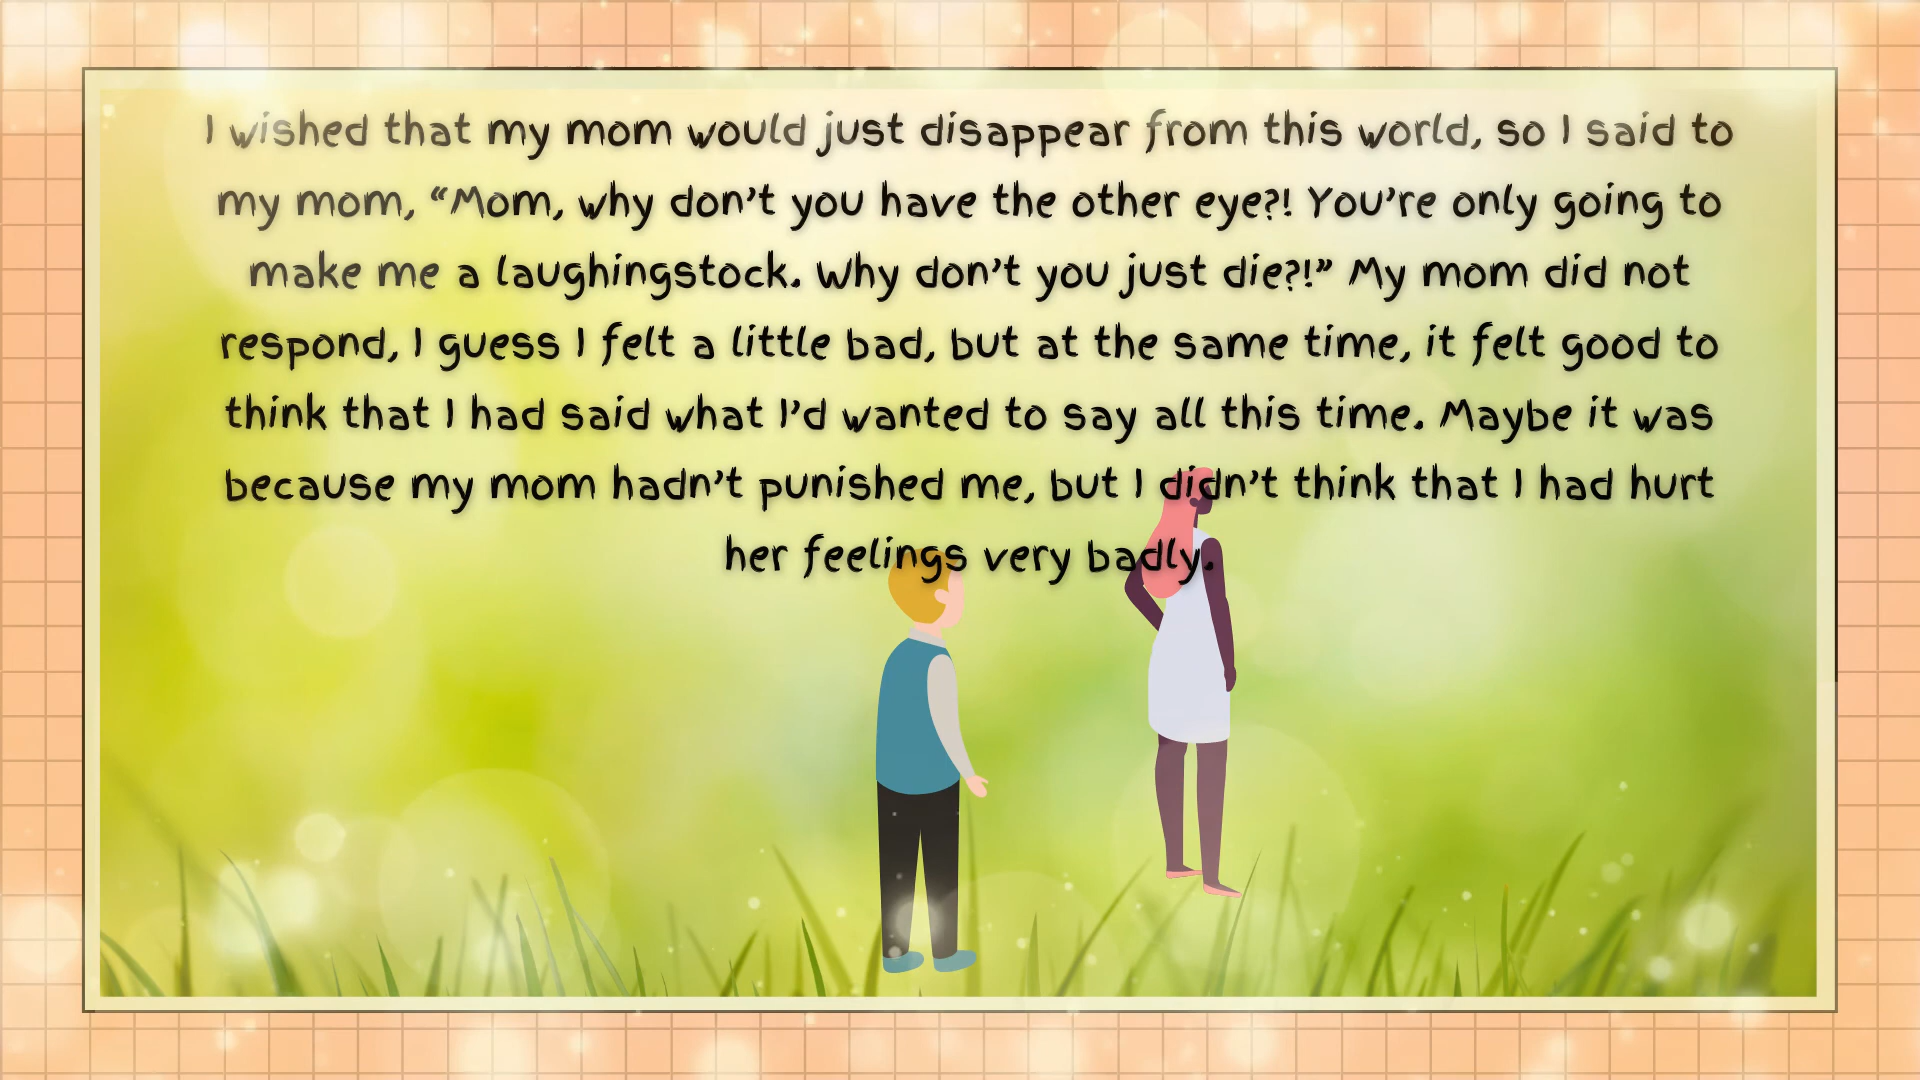 I wished that my mom would just disappear from this world, so I said to
my mom, “Mom, why don’t you have the other eye?! You’re only going to
make me a laughingstock. Why don’t you just die?!” My mom did not
respond, I guess I felt a little bad, but at the same time, it felt good to
think that I had said what I’d wanted to say all this time. Maybe it was
because my mom hadn’t punished me, but I didn’t think that I had hurt
her feelings very badly.